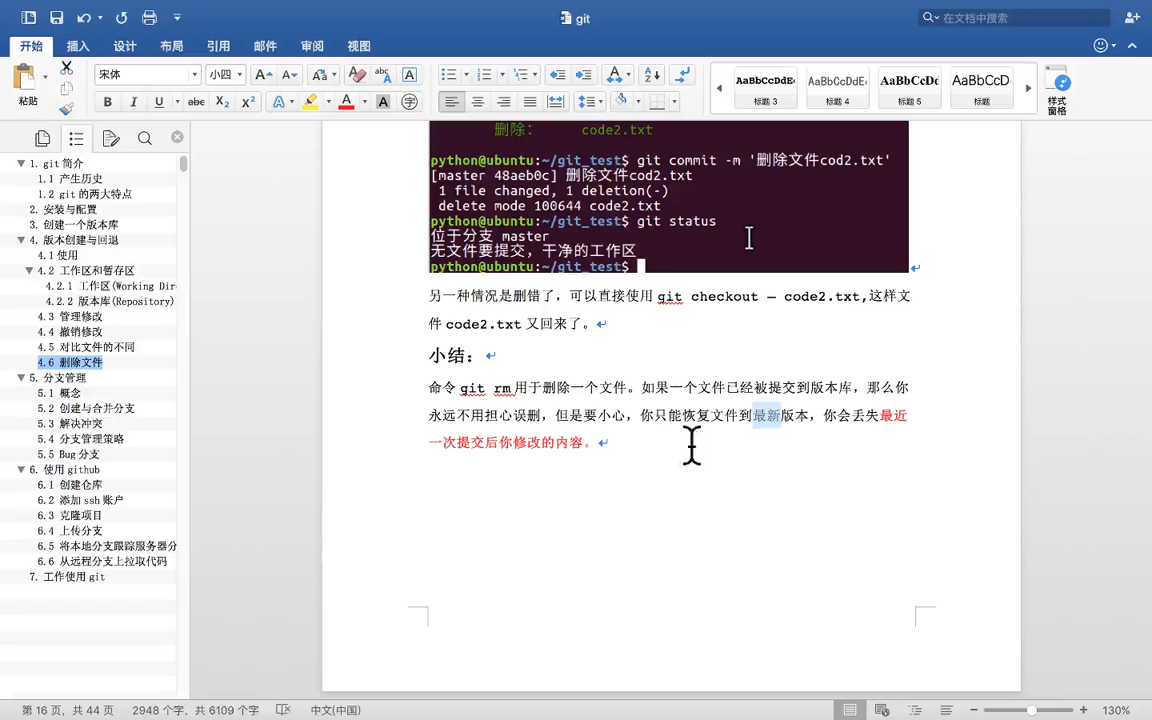 git
在文档中搜索
开始 插入 设计 布局 引用 邮件 审阅 视图
粘贴
宋体
小四
AaBbCcDdEe
标题 3
AaBbCcDdEe
标题 4
AaBbCcDc
标题 5
AaBbCcD
标题
样式
窗格
1. git 简介
1.1 产生历史
1.2 git 的两大特点
2. 安装与配置
3. 创建一个版本库
4. 版本创建与回退
4.1 使用
4.2 工作区和暂存区
4.2.1 工作区(Working Dir
4.2.2 版本库(Repository)
4.3 管理修改
4.4 撤销修改
4.5 对比文件的不同
4.6 删除文件
5. 分支管理
5.1 概念
5.2 创建与合并分支
5.3 解决冲突
5.4 分支管理策略
5.5 Bug 分支
6. 使用 github
6.1 创建仓库
6.2 添加 ssh 账户
6.3 克隆项目
6.4 上传分支
6.5 将本地分支跟踪服务器分
6.6 从远程分支上拉取代码
7. 工作使用 git
删除： code2.txt
python@ubuntu:~/git_test$ git commit -m '删除文件cod2.txt'
[master 48aeb0c] 删除文件cod2.txt
1 file changed, 1 deletion(-)
delete mode 100644 code2.txt
python@ubuntu:~/git_test$ git status
位于分支 master
无文件要提交，干净的工作区
python@ubuntu:~/git_test$
另一种情况是删错了，可以直接使用 git checkout — code2.txt,这样文
件 code2.txt 又回来了。
小结：
命令 git rm 用于删除一个文件。如果一个文件已经被提交到版本库，那么你
永远不用担心误删，但是要小心，你只能恢复文件到最新版本，你会丢失最近
一次提交后你修改的内容。
第 16 页，共 44 页 2948 个字，共 6109 个字 中文(中国) 130%